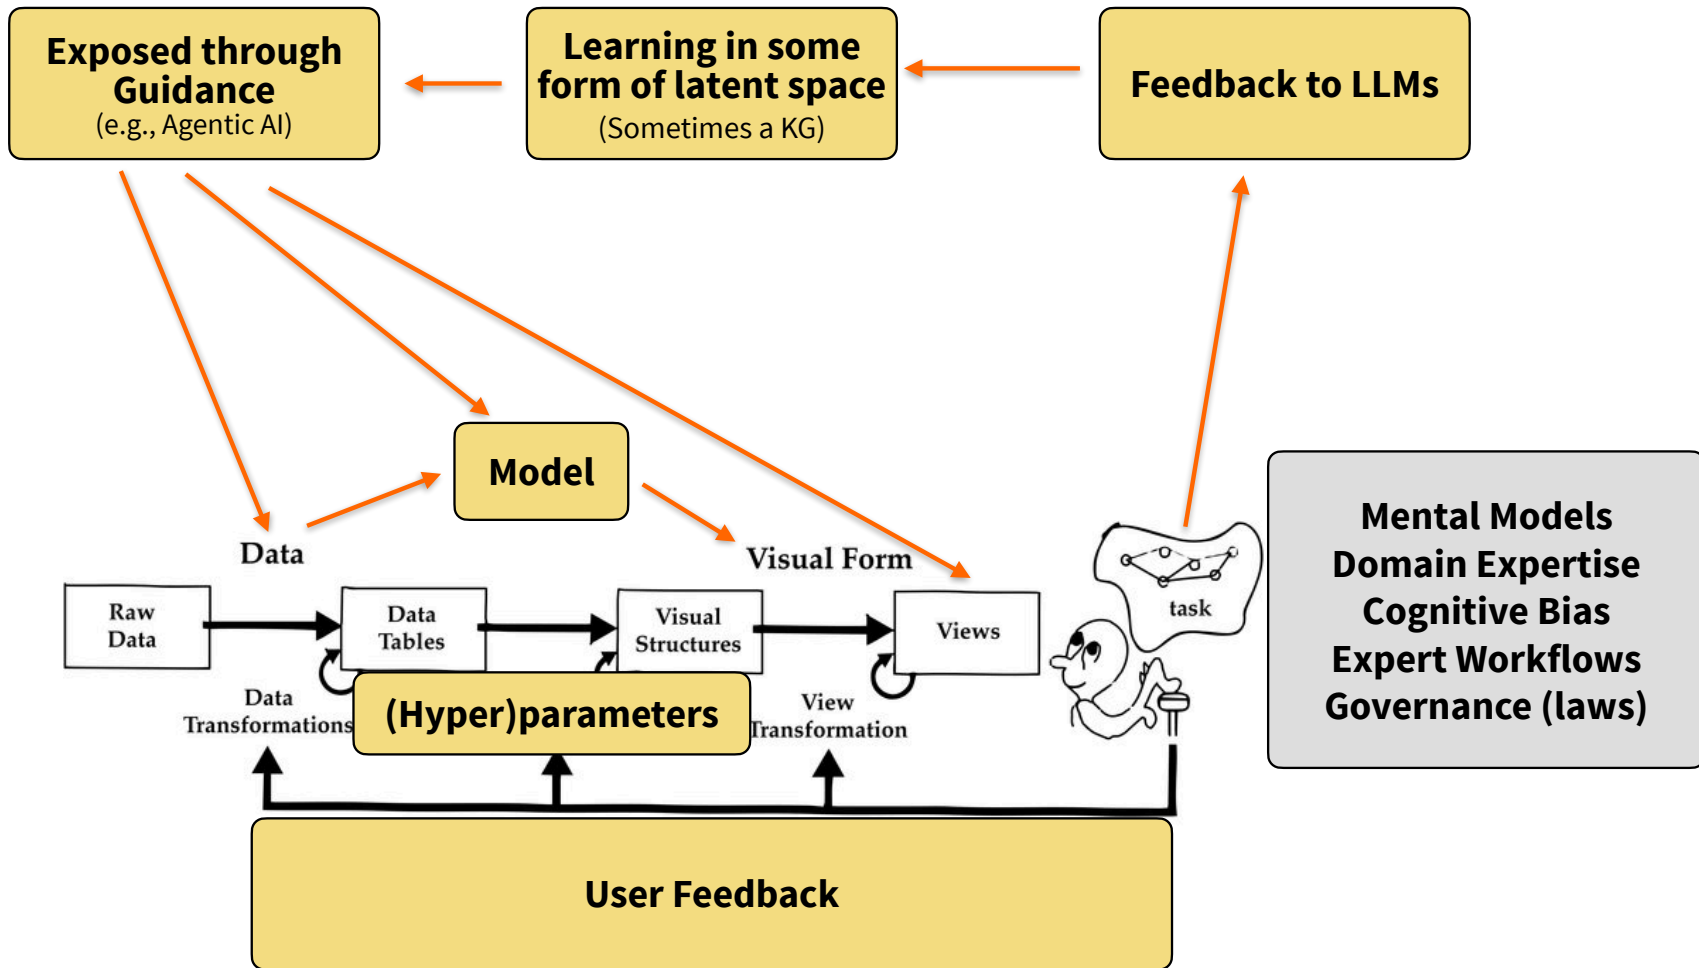 Exposed through
Guidance
(e.g., Agentic AI)
Learning in some
form of latent space
(Sometimes a KG)
Feedback to LLMs
Model
Data
Visual Form
Raw
Data
Data
Tables
Visual
Structures
Views
task
Mental Models
Domain Expertise
Cognitive Bias
Expert Workflows
Governance (laws)
Data
Transformations
(Hyper)parameters
View
Transformation
User Feedback